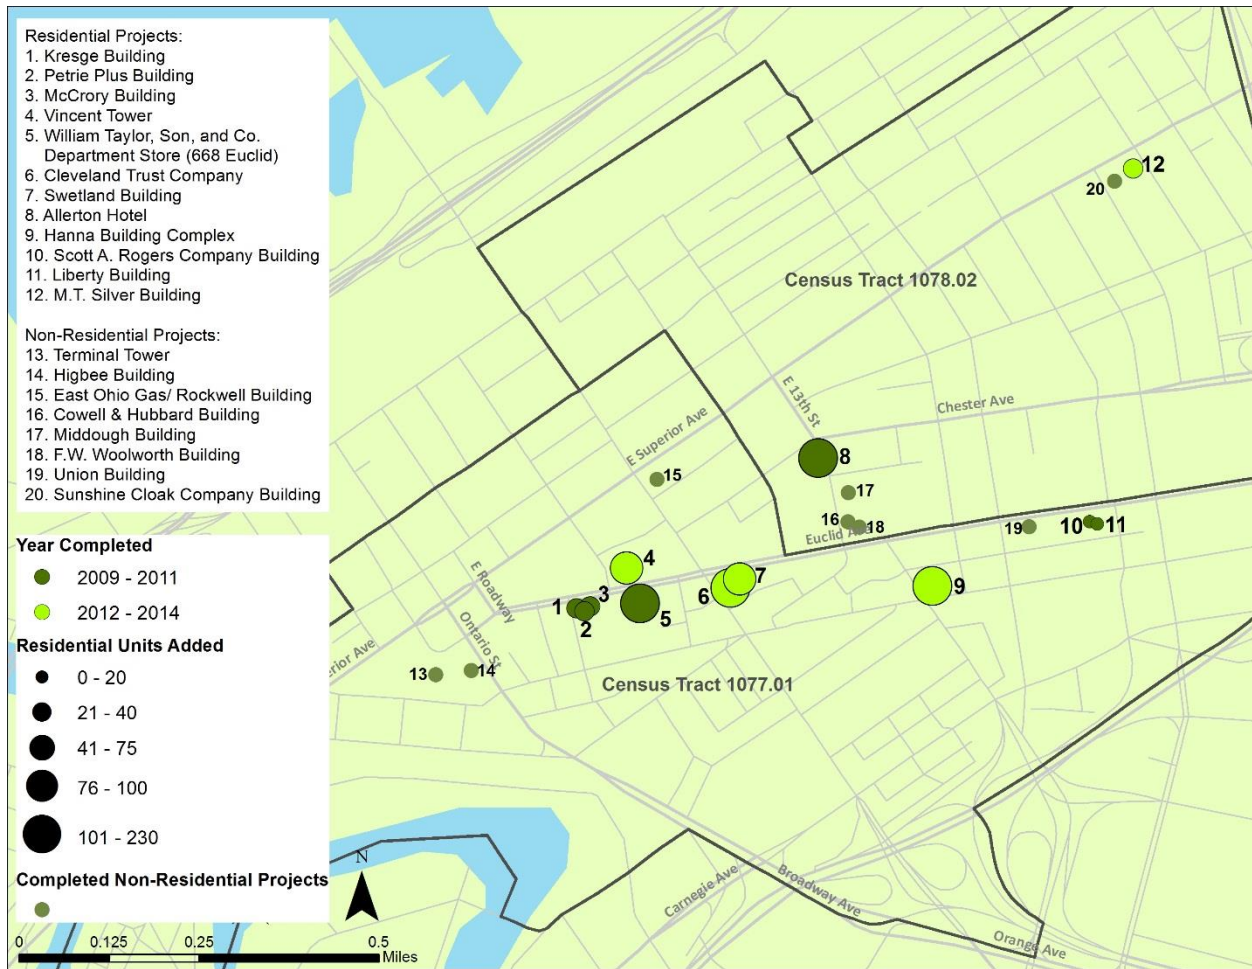 Residential Projects:
1. Kresge Building
2. Petrie Plus Building
3. McCrory Building
4. Vincent Tower
5. William Taylor, Son, and Co.
Department Store (668 Euclid)
6. Cleveland Trust Company
7. Swetland Building
8. Allerton Hotel
9. Hanna Building Complex
10. Scott A. Rogers Company Building
11. Liberty Building
12. M.T. Silver Building
Non-Residential Projects:
13. Terminal Tower
14. Higbee Building
15. East Ohio Gas/ Rockwell Building
16. Cowell & Hubbard Building
17. Middough Building
18. F.W. Woolworth Building
19. Union Building
20. Sunshine Cloak Company Building
Year Completed
2009 - 2011
2012 - 2014
Residential Units Added
0 - 20
21 - 40
41 - 75
76 - 100
101 - 230
Completed Non-Residential Projects
0 0.125 0.25 0.5
Miles
N
12
20
Census Tract 1078.02
E 13th St
Chester Ave
E Superior Ave
8
15
17
16
18
Euclid Ave
19
10
11
4
7
6
9
E Roadway
3
1
2
5
Ontario St
perior Ave
13
14
Census Tract 1077.01
Carnegie Ave
Broadway Ave
Orange Ave